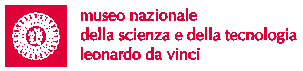 museo nazionale
della scienza e della tecnologia
leonardo da vinci